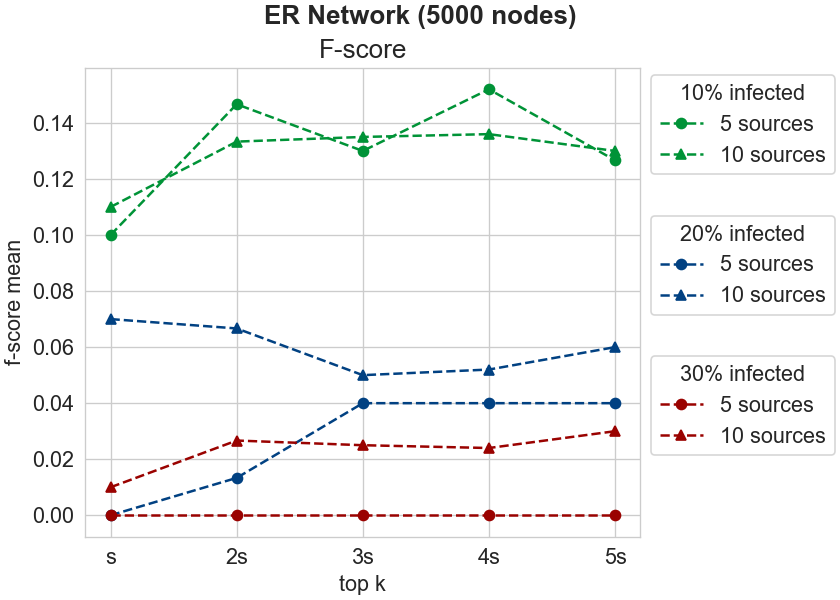 ER Network (5000 nodes)
F-score
f-score mean
0.14
0.12
0.10
0.08
0.06
0.04
0.02
0.00
s
2s
3s
4s
5s
top k
10% infected
5 sources
10 sources
20% infected
5 sources
10 sources
30% infected
5 sources
10 sources